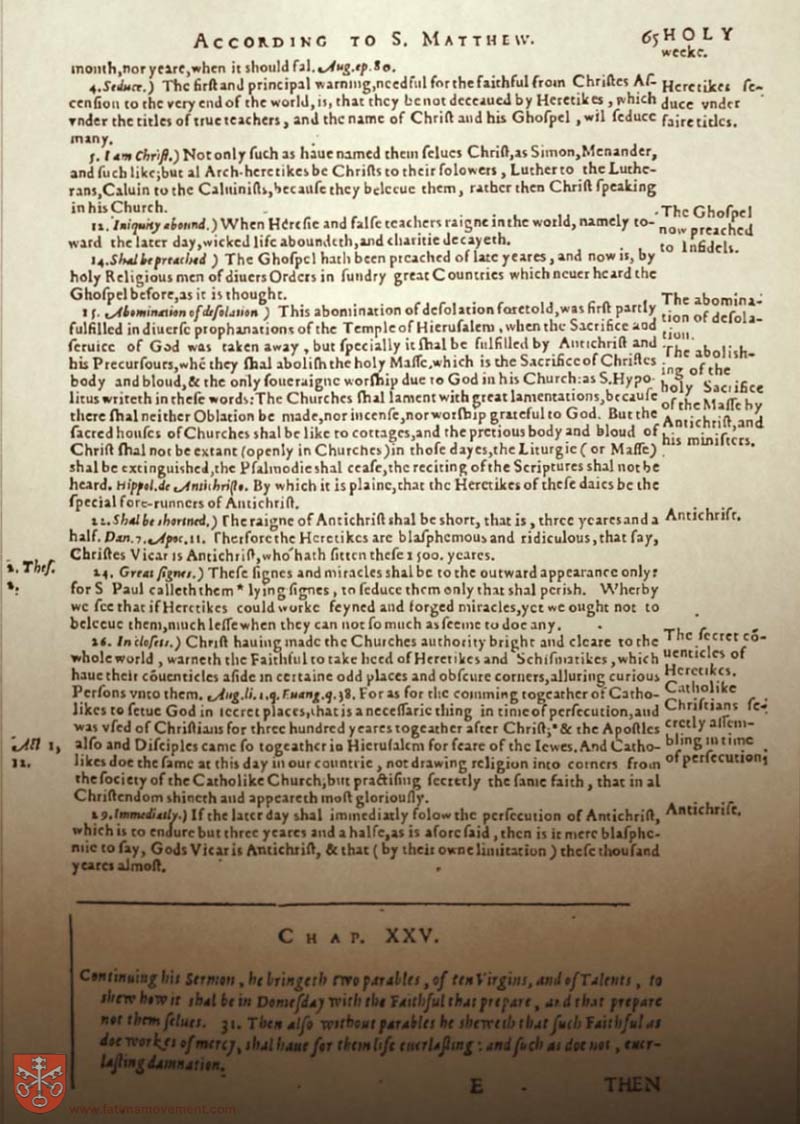 ACCORDING TO S. MATTHEW. 65 HOLY
weeke.
month,nor yeare,when it should fal. Aug.ep.80.
4.Seduce.) The firſt and principal warning,needful for the faithful from Chriſtes Aſ-
cenſion to the very end of the world,is, that they be not deceaued by Heretikes , which
vnder the titles of true teachers , and the name of Chriſt and his Ghoſpel , wil ſeduce
many.
Heretikes ſe-
duce vnder
faire titles.
5. I am Chriſt.) Not only ſuch as haue named them ſelues Chriſt,as Simon,Menander,
and ſuch like;but al Arch-heretikes be Chriſts to their folowers , Luther to the Luthe-
rans,Caluin to the Caluiniſts,becauſe they beleeue them , rather then Chriſt ſpeaking
in his Church.
12. Iniquity abound.) When Héreſie and falſe teachers raigne in the world, namely to-
ward the later day,wicked life aboundeth,and charitie decayeth.
The Ghoſpel
now preached
to Infidels.
14.Shal be preached ) The Ghoſpel hath been preached of late yeares, and now is, by
holy Religious men of diuers Orders in ſundry great Countries which neuer heard the
Ghoſpel before,as it is thought.
15. Abomination of deſolation ) This abomination of deſolation foretold,was firſt partly
fulfilled in diuerſe prophanations of the Temple of Hieruſalem , when the Sacrifice and
ſeruice of God was taken away , but ſpecially it ſhal be fulfilled by Antichriſt and
his Precurſours,whē they ſhal aboliſh the holy Maſſe,which is the Sacrifice of Chriſtes
body and bloud,& the only ſoueraigne worſhip due to God in his Church:as S.Hypo-
litus writeth in theſe words:The Churches ſhal lament with great lamentations,becauſe
there ſhal neither Oblation be made,nor incenſe,nor worſhip grateful to God. But the
ſacred houſes of Churches shal be like to cottages,and the pretious body and bloud of
Chriſt ſhal not be extant (openly in Churches)in thoſe dayes,the Liturgie ( or Maſſe)
shal be extinguished,the Pſalmodie shal ceaſe,the reciting of the Scriptures shal not be
heard. Hippol.de Antichriſto. By which it is plaine,that the Heretikes of theſe daies be the
ſpecial fore-runners of Antichriſt.
The abomina-
tion of deſola-
tion.
The abolish-
ing of the
holy Sacrifice
of the Maſſe by
Antichriſt,and
his miniſters.
22. Shal be shortned.) The raigne of Antichriſt shal be short, that is , three yeares and a
half. Dan.7.Apoc.11. Therfore the Heretikes are blaſphemous and ridiculous, that ſay,
Chriſtes Vicar is Antichriſt,who hath ſitten theſe 1500. yeares.
Antichriſt.
24. Great ſignes.) Theſe ſignes and miracles shal be to the outward appearance only:
for S Paul calleth them * lying ſignes, to ſeduce them only that shal perish. Wherby
we ſee that if Heretikes could worke feyned and forged miracles,yet we ought not to
beleeue them,much leſſe when they can not ſo much as ſeeme to doe any.
2. Theſ.
2.
26. In cloſets.) Chriſt hauing made the Churches authority bright and cleare to the
whole world , warneth the Faithful to take heed of Heretikes and Schiſmatikes , which
haue their cōuenticles aſide in certaine odd places and obſcure corners,alluring curious
Perſons vnto them. Aug.li.1.q.Euang.q.38. For as for the comming togeather of Catho-
likes to ſerue God in ſecret places,that is a neceſſarie thing in time of perſecution,and
was vſed of Chriſtians for three hundred yeares togeather after Chriſt;*& the Apoſtles
alſo and Diſciples came ſo togeather in Hieruſalem for feare of the Iewes. And Catho-
likes doe the ſame at this day in our countrie , not drawing religion into corners from
the ſociety of the Catholike Church;but practiſing ſecretly the ſame faith, that in al
Chriſtendom shineth and appeareth moſt gloriouſly.
The ſecret cō-
uenticles of
Heretikes.
Catholike
Chriſtians ſe-
cretly aſſem-
bling in time
of perſecution;
Act 1,
12.
29.Immediatly.) If the later day shal immediatly folow the perſecution of Antichriſt,
which is to endure but three yeares and a halfe,as is afore ſaid , then is it mere blaſphe-
mie to ſay, Gods Vicar is Antichriſt, & that ( by their owne limitation ) theſe thouſand
yeares almoſt.
Antichriſt.
CHAP. XXV.
Continuing his Sermon , he bringeth two parables , of ten Virgins, and of Talents , to
shew how it shal be in Domeſday with the Faithful that prepare , and that prepare
not them ſelues. 31. Then alſo without parables he sheweth that ſuch Faithful as
doe workes of mercy, shal haue for them life euerlaſting : and ſuch as doe not , euer-
laſting damnation.
E THEN
www.fatimamovement.com